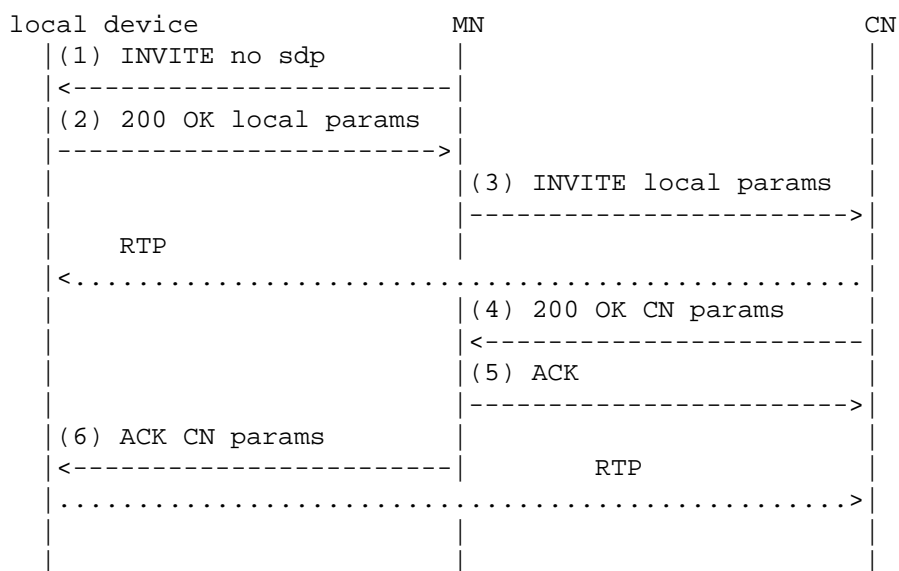 local device MN CN
(1) INVITE no sdp
(2) 200 OK local params
(3) INVITE local params
RTP
(4) 200 OK CN params
(5) ACK
(6) ACK CN params
RTP